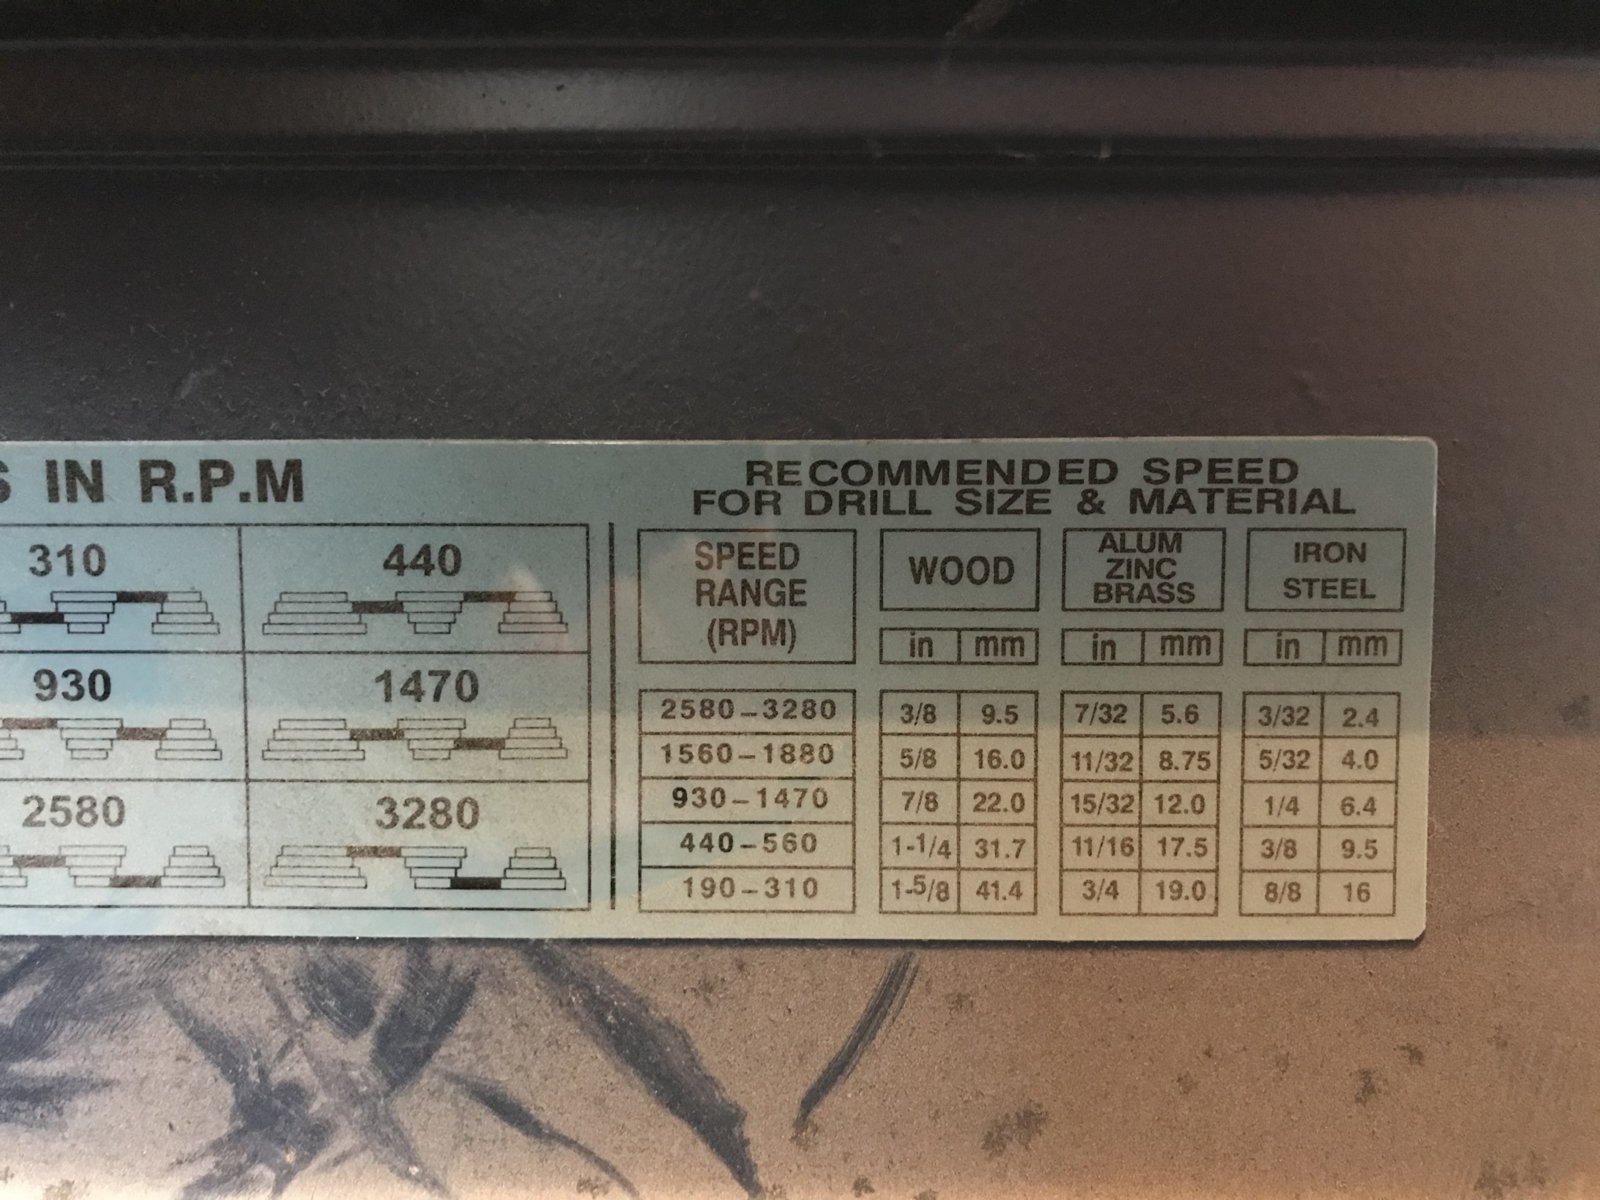 S IN R.P.M
310 440
930 1470
2580 3280
RECOMMENDED SPEED
FOR DRILL SIZE & MATERIAL
SPEED RANGE (RPM) WOOD ALUM ZINC BRASS IRON STEEL
in mm in mm in mm
2580-3280 3/8 9.5 7/32 5.6 3/32 2.4
1560-1880 5/8 16.0 11/32 8.75 5/32 4.0
930-1470 7/8 22.0 15/32 12.0 1/4 6.4
440-560 1-1/4 31.7 11/16 17.5 3/8 9.5
190-310 1-5/8 41.4 3/4 19.0 8/8 16